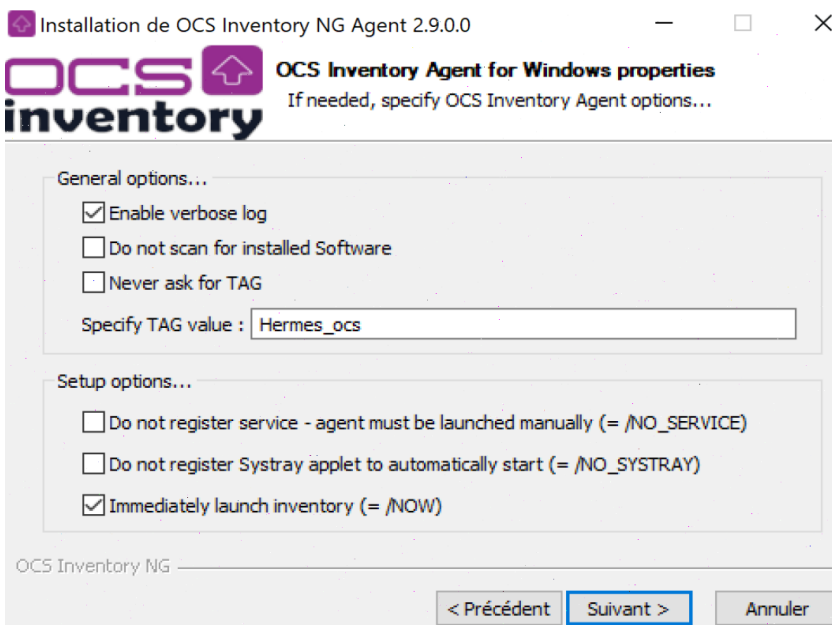 Installation de OCS Inventory NG Agent 2.9.0.0
OCS inventory
OCS Inventory Agent for Windows properties
If needed, specify OCS Inventory Agent options...
General options...
Enable verbose log
Do not scan for installed Software
Never ask for TAG
Specify TAG value : Hermes_ocs
Setup options...
Do not register service - agent must be launched manually (= /NO_SERVICE)
Do not register Systray applet to automatically start (= /NO_SYSTRAY)
Immediately launch inventory (= /NOW)
OCS Inventory NG
< Précédent Suivant > Annuler